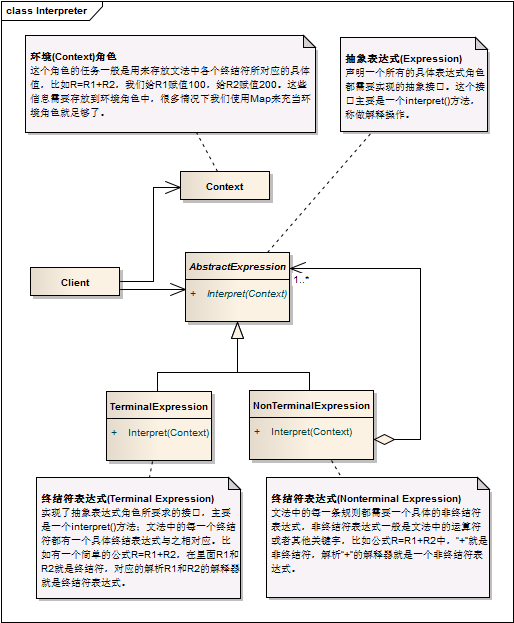 class Interpreter
环境(Context)角色
这个角色的任务一般是用来存放文法中各个终结符所对应的具体
值，比如R=R1+R2，我们给R1赋值100，给R2赋值200。这些
信息需要存放到环境角色中，很多情况下我们使用Map来充当环
境角色就足够了。
抽象表达式(Expression)
声明一个所有的具体表达式角色
都需要实现的抽象接口。这个接
口主要是一个interpret()方法，
称做解释操作。
Context
Client
AbstractExpression
+ Interpret(Context)
1..*
TerminalExpression
+ Interpret(Context)
NonTerminalExpression
+ Interpret(Context)
终结符表达式(Terminal Expression)
实现了抽象表达式角色所要求的接口，主要
是一个interpret()方法；文法中的每一个终结
符都有一个具体终结表达式与之相对应。比
如有一个简单的公式R=R1+R2，在里面R1和
R2就是终结符，对应的解析R1和R2的解释器
就是终结符表达式。
终结符表达式(Nonterminal Expression)
文法中的每一条规则都需要一个具体的非终结符
表达式，非终结符表达式一般是文法中的运算符
或者其他关键字，比如公式R=R1+R2中，“+”就是
非终结符，解析“+”的解释器就是一个非终结符表
达式。